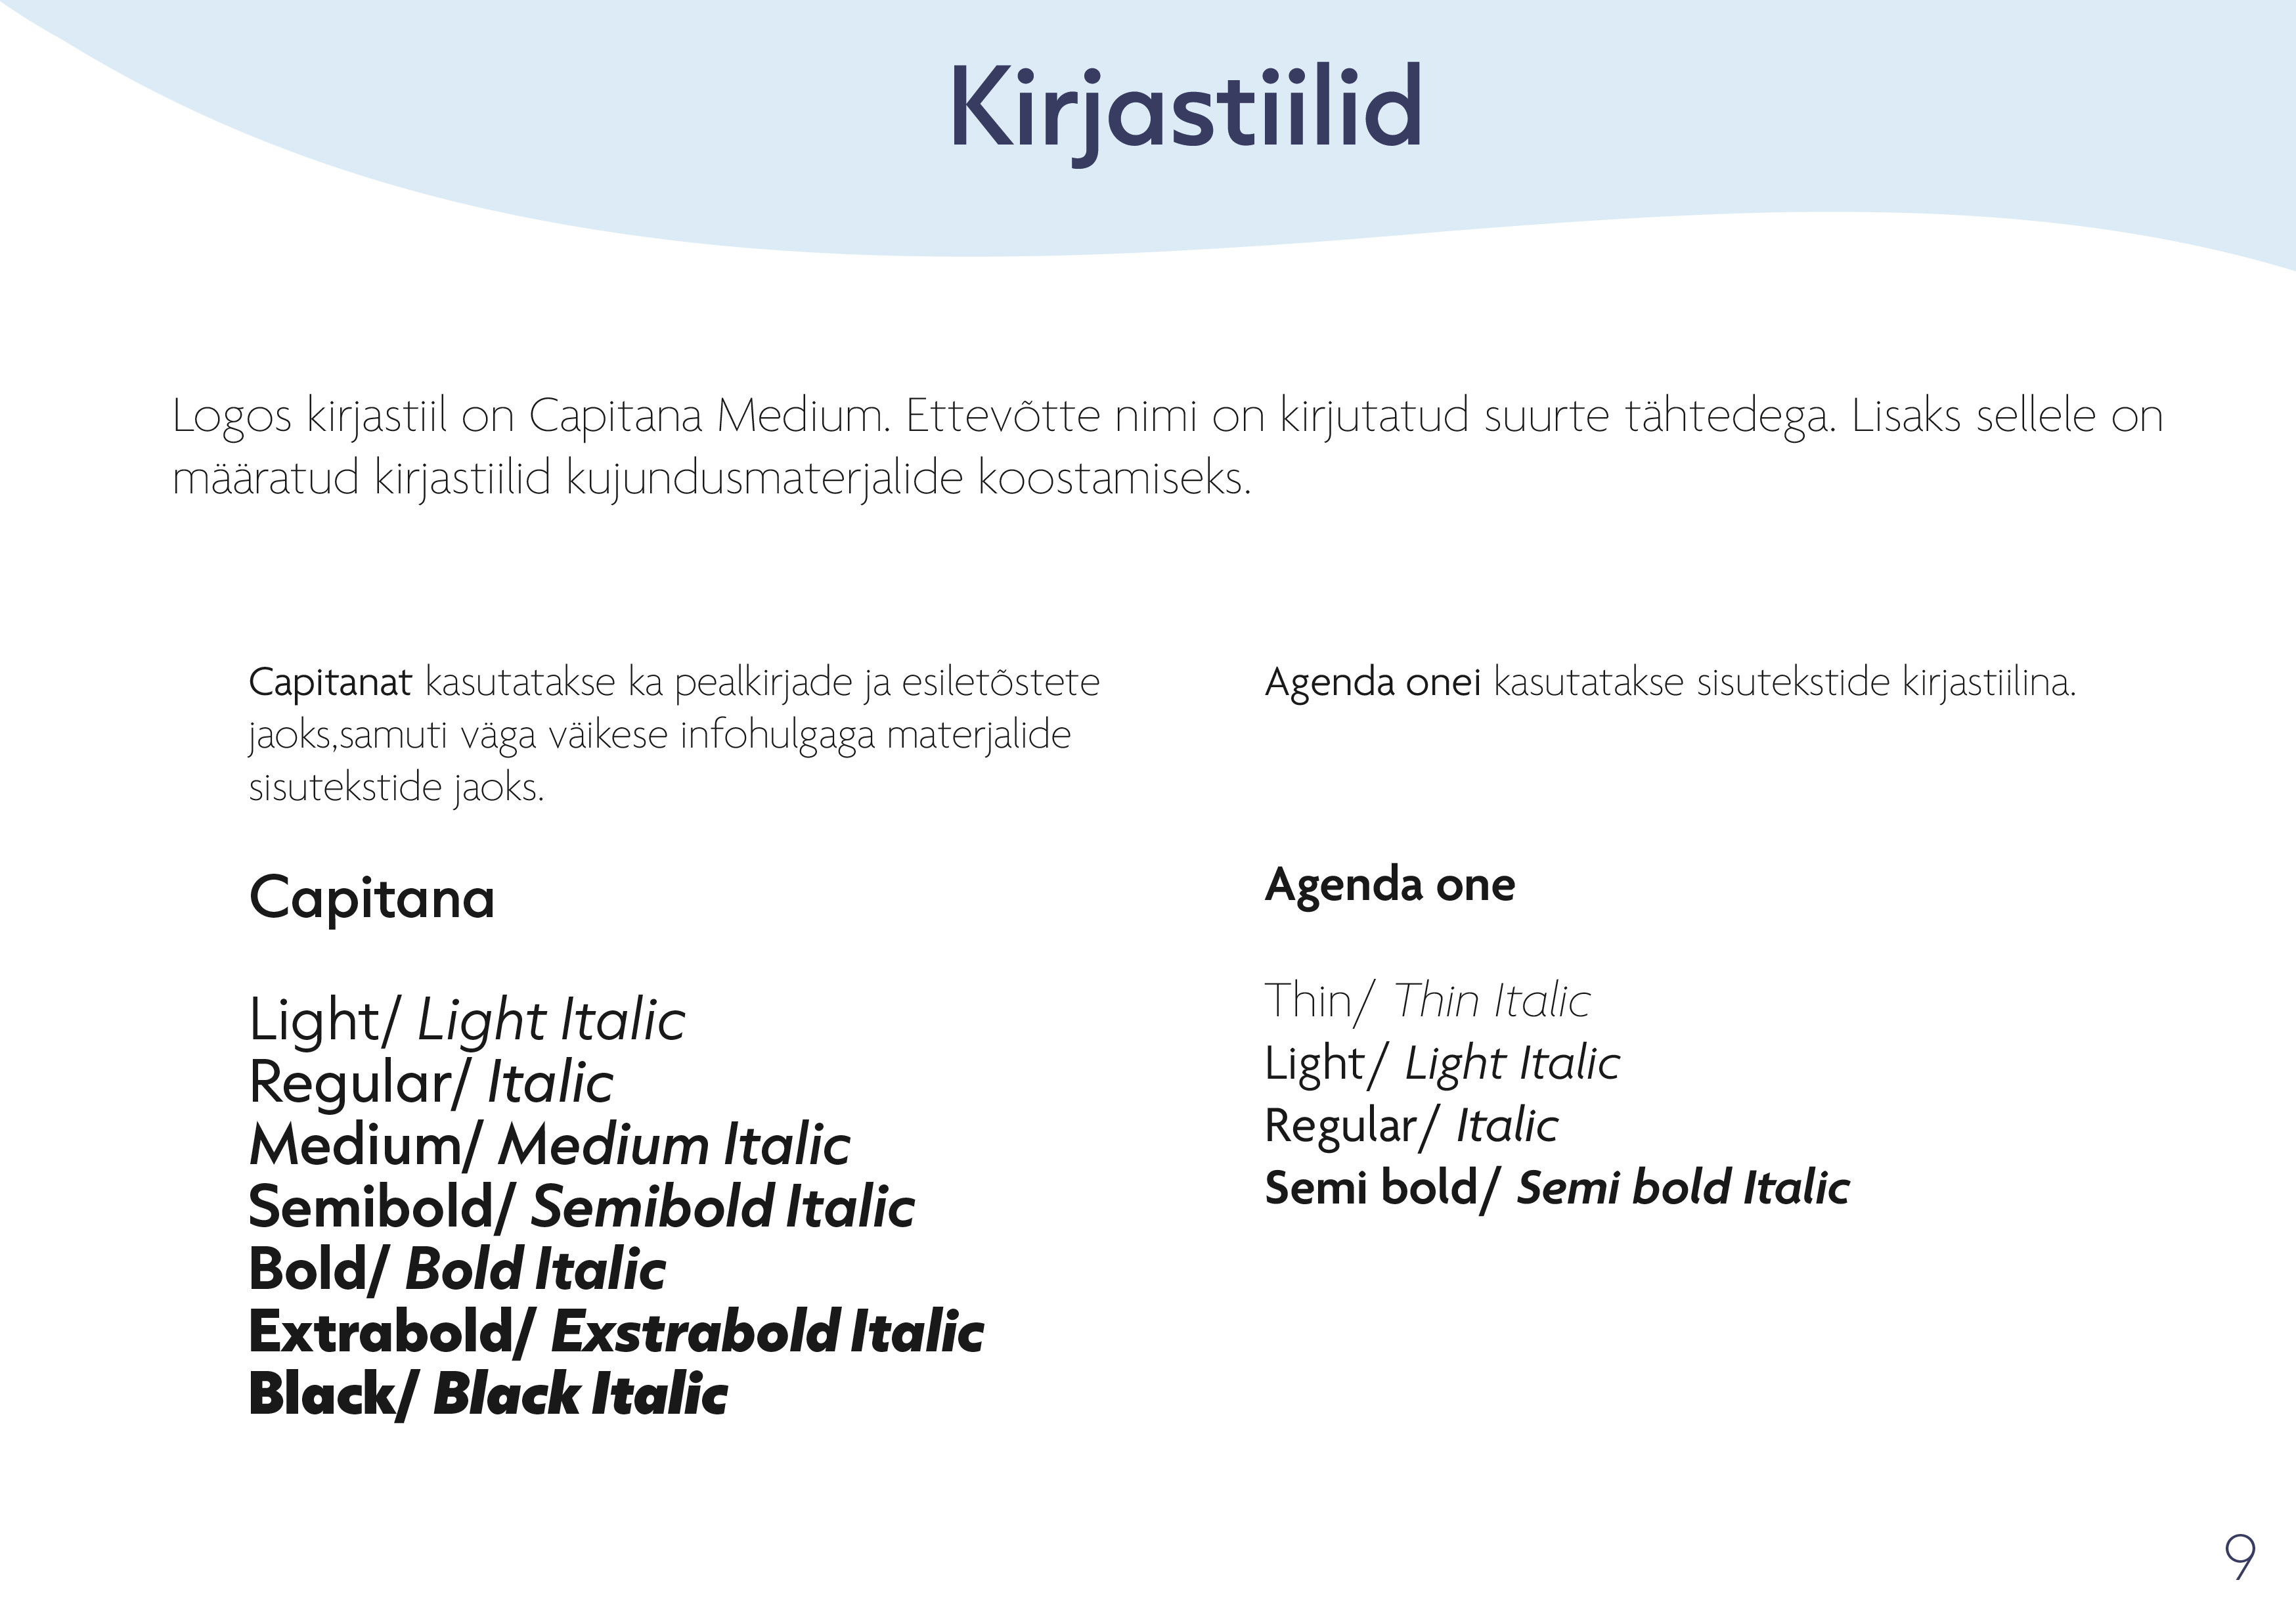 Kirjastiilid
Logos kirjastiil on Capitana Medium. Ettevõtte nimi on kirjutatud suurte tähtedega. Lisaks sellele on
määratud kirjastiilid kujundusmaterjalide koostamiseks.
Capitanat kasutatakse ka pealkirjade ja esiletõstete
jaoks,samuti väga väikese infohulgaga materjalide
sisutekstide jaoks.
Capitana
Light/ Light Italic
Regular/ Italic
Medium/ Medium Italic
Semibold/ Semibold Italic
Bold/ Bold Italic
Extrabold/ Exstrabold Italic
Black/ Black Italic
Agenda onei kasutatakse sisutekstide kirjastiilina.
Agenda one
Thin/ Thin Italic
Light/ Light Italic
Regular/ Italic
Semi bold/ Semi bold Italic
9